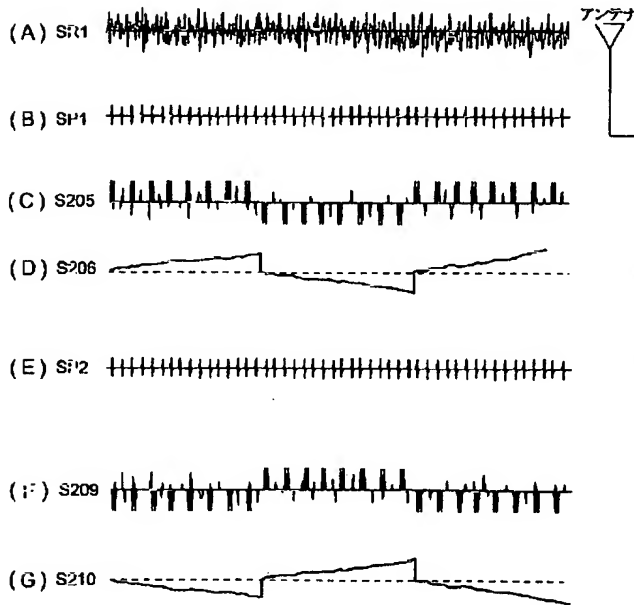 (A) SR1
アンテナ
(B) SP1
(C) S205
(D) S206
(E) SP2
(F) S209
(G) S210